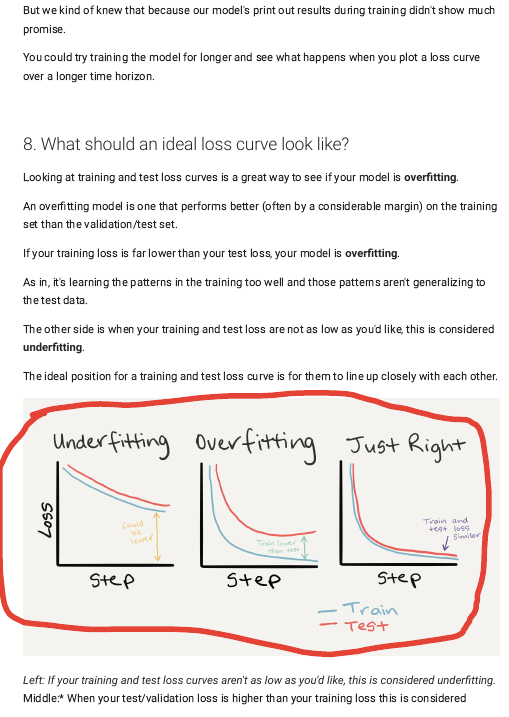 But we kind of knew that because our model's print out results during training didn't show much
promise.
You could try training the model for longer and see what happens when you plot a loss curve
over a longer time horizon.
8. What should an ideal loss curve look like?
Looking at training and test loss curves is a great way to see if your model is overfitting.
An overfitting model is one that performs better (often by a considerable margin) on the training
set than the validation/test set.
If your training loss is far lower than your test loss, your model is overfitting.
As in, it's learning the patterns in the training too well and those patterns aren't generalizing to
the test data.
The other side is when your training and test loss are not as low as you'd like, this is considered
underfitting.
The ideal position for a training and test loss curve is for them to line up closely with each other.
Underfitting Overfitting Just Right
Loss
Could
be
lower
Train lower
than test
Train and
test loss
similar
Step Step Step
Train
Test
Left: If your training and test loss curves aren't as low as you'd like, this is considered underfitting.
Middle:* When your test/validation loss is higher than your training loss this is considered